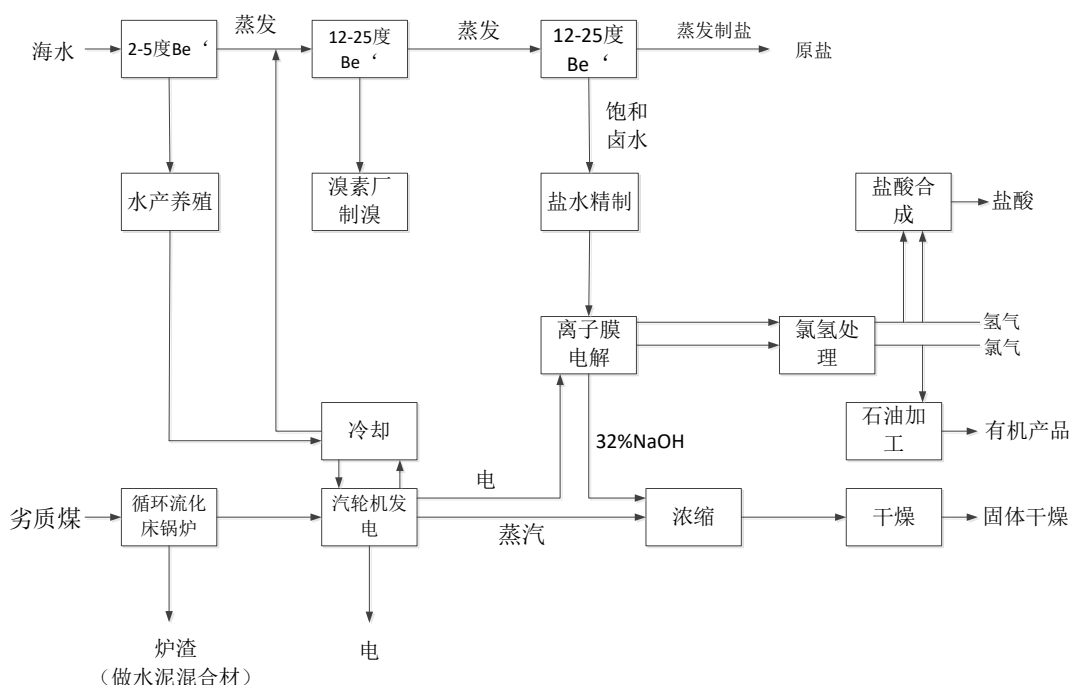 海水
2-5度Be‘
蒸发
12-25度
Be‘
蒸发
12-25度
Be‘
蒸发制盐
原盐
饱和
卤水
水产养殖
溴素厂
制溴
盐水精制
盐酸合
成
盐酸
离子膜
电解
氯氢处
理
氢气
氯气
冷却
32%NaOH
石油加
工
有机产品
劣质煤
循环流化
床锅炉
汽轮机发
电
电
蒸汽
浓缩
干燥
固体干燥
炉渣
（做水泥混合材）
电